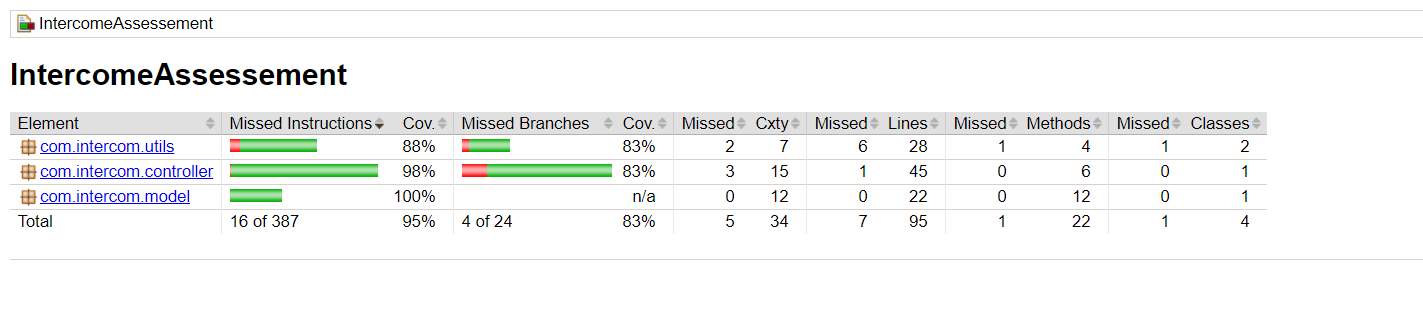 IntercomeAssessement
IntercomeAssessement
Element Missed Instructions Cov. Missed Branches Cov. Missed Cxty Missed Lines Missed Methods Missed Classes
com.intercom.utils 88% 83% 2 7 6 28 1 4 1 2
com.intercom.controller 98% 83% 3 15 1 45 0 6 0 1
com.intercom.model 100% n/a 0 12 0 22 0 12 0 1
Total 16 of 387 95% 4 of 24 83% 5 34 7 95 1 22 1 4